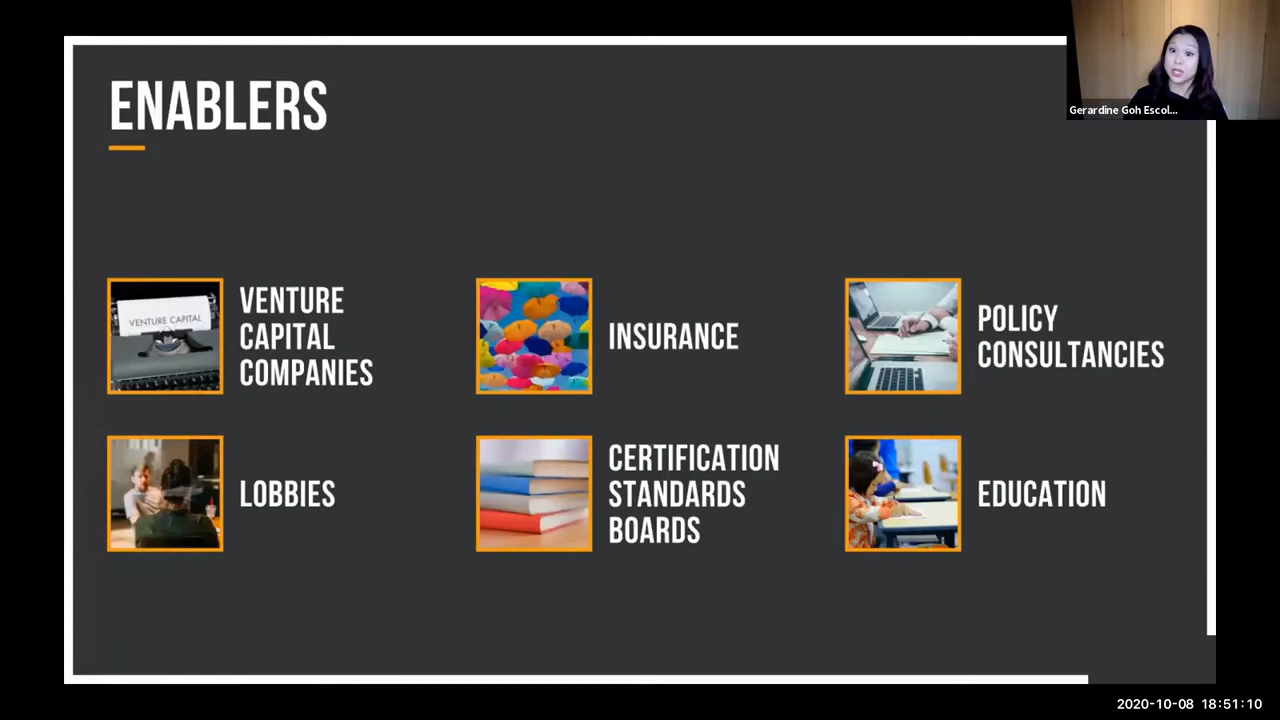 ENABLERS
Gerardine Goh Escol...
VENTURE
CAPITAL
COMPANIES
VENTURE CAPITAL
INSURANCE
POLICY
CONSULTANCIES
LOBBIES
CERTIFICATION
STANDARDS
BOARDS
EDUCATION
2020-10-08 18:51:10